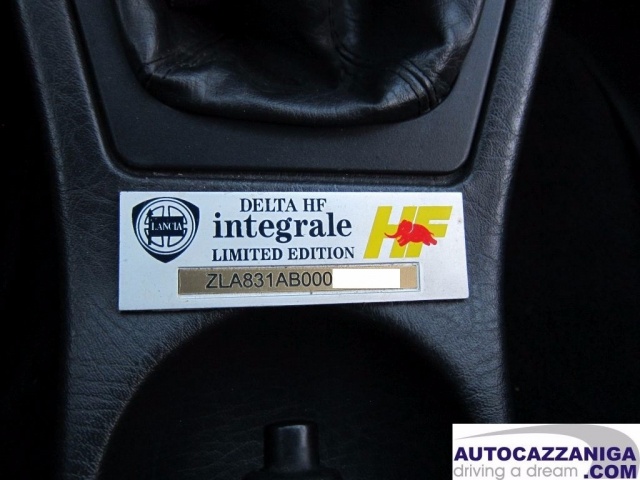 LANCIA
DELTA HF
integrale
LIMITED EDITION
HF
ZLA831AB000
AUTOCAZZANIGA
driving a dream .COM